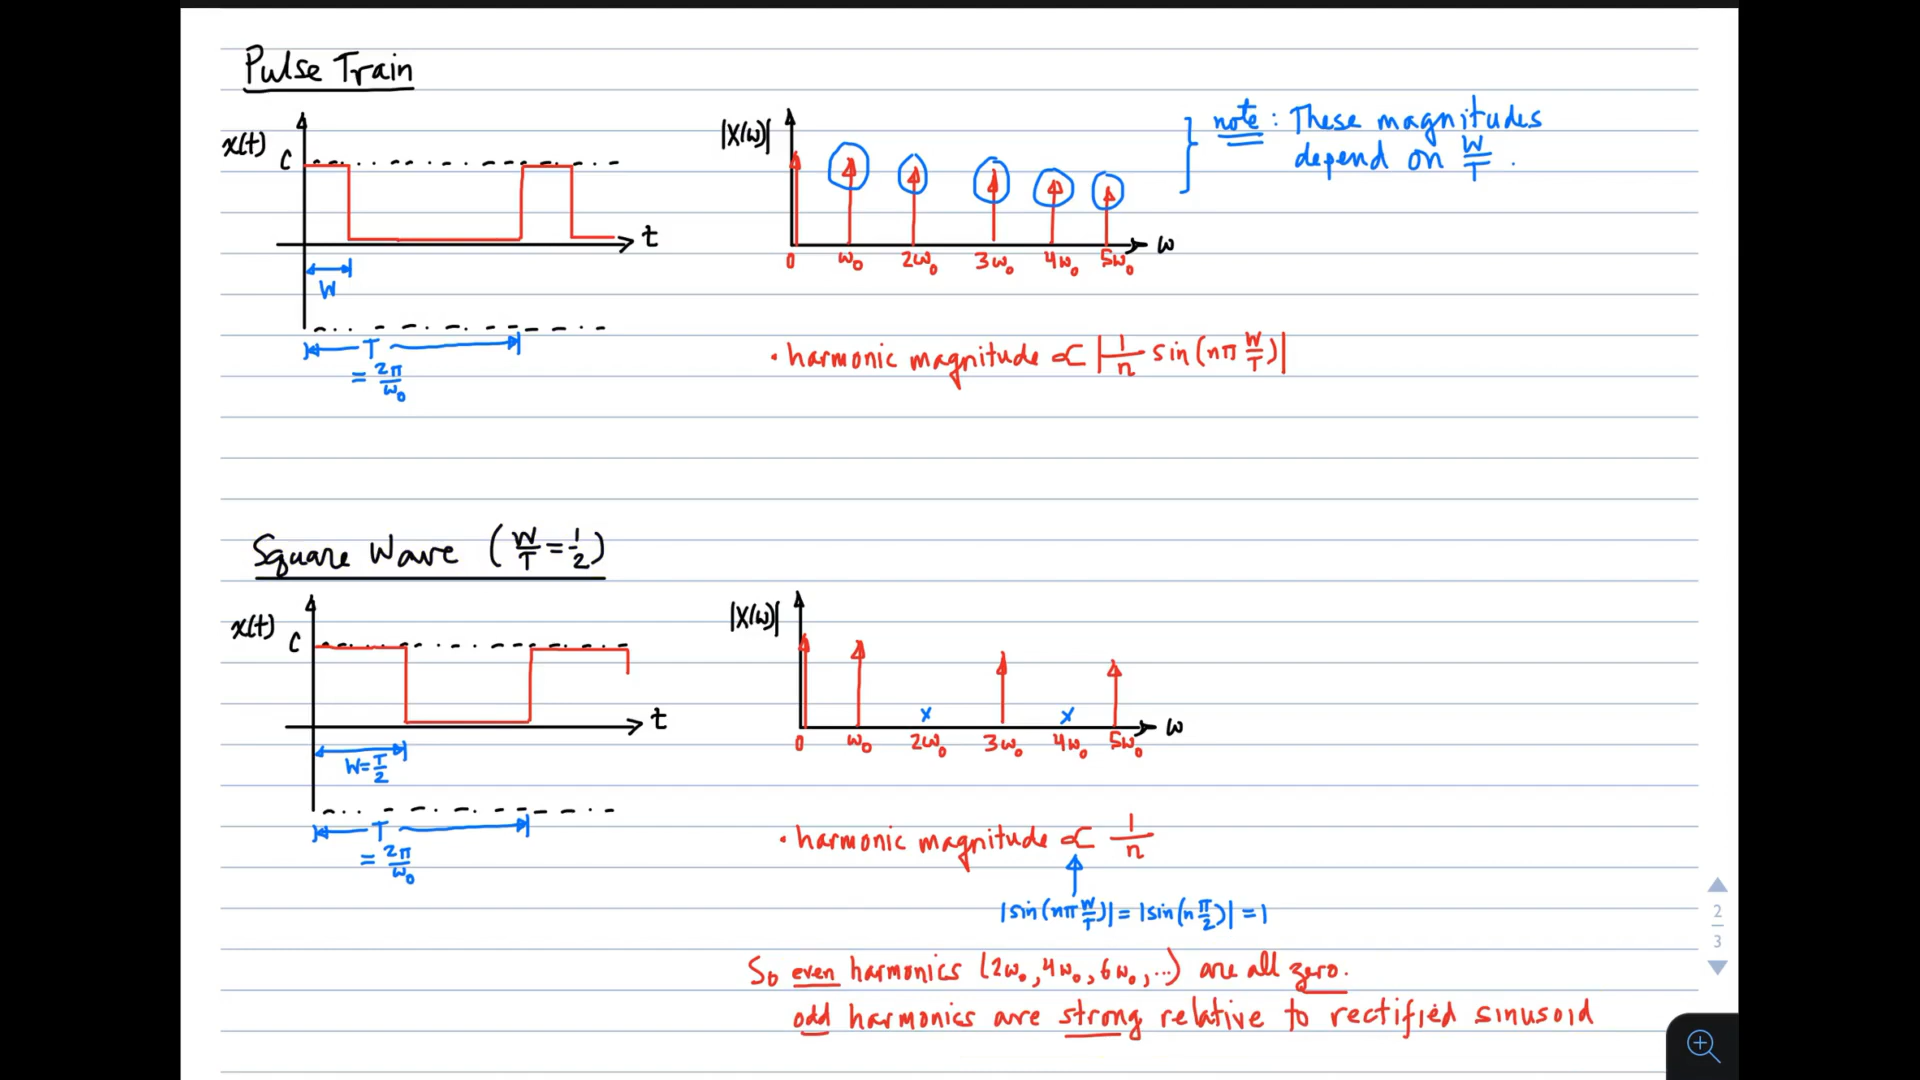 Pulse Train
x(t)
C
t
W
T
= 2π/ω₀
|X(ω)|
0 ω₀ 2ω₀ 3ω₀ 4ω₀ 5ω₀
ω
note: These magnitudes
depend on W/T.
• harmonic magnitude ∝ |1/n sin(nπ W/T)|
Square Wave (W/T = 1/2)
x(t)
C
t
W = T/2
T
= 2π/ω₀
|X(ω)|
x x
0 ω₀ 2ω₀ 3ω₀ 4ω₀ 5ω₀
ω
• harmonic magnitude ∝ 1/n
|sin(nπ W/T)| = |sin(n π/2)| = 1
So even harmonics (2ω₀, 4ω₀, 6ω₀, ...) are all zero.
odd harmonics are strong relative to rectified sinusoid
2
3